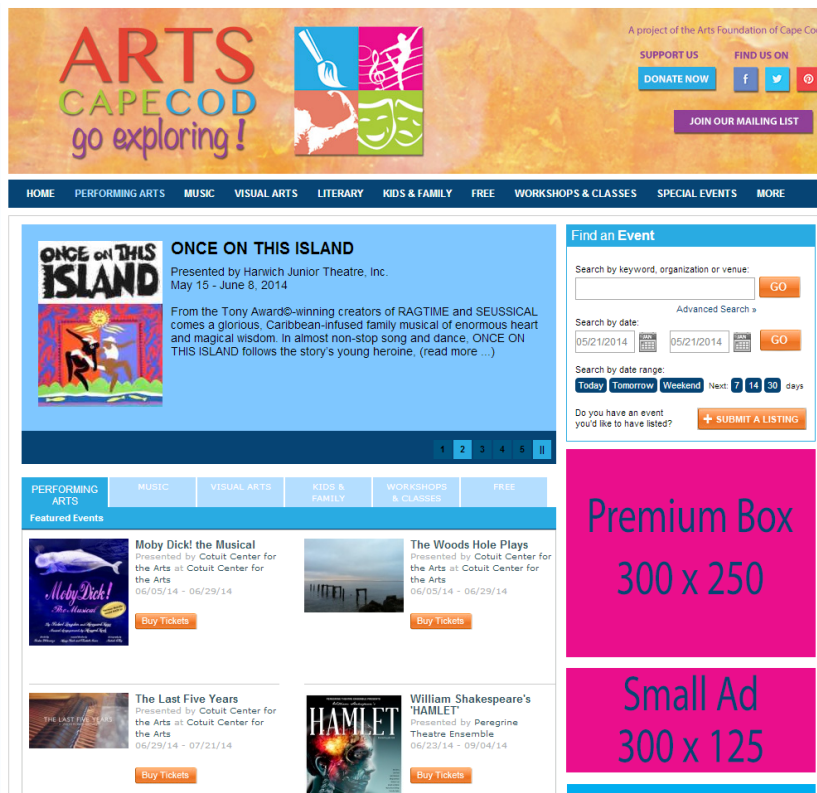 ARTS
CAPECOD
go exploring!
A project of the Arts Foundation of Cape Cod
SUPPORT US FIND US ON
DONATE NOW
JOIN OUR MAILING LIST
HOME PERFORMING ARTS MUSIC VISUAL ARTS LITERARY KIDS & FAMILY FREE WORKSHOPS & CLASSES SPECIAL EVENTS MORE
ONCE ON THIS
ISLAND
ONCE ON THIS ISLAND
Presented by Harwich Junior Theatre, Inc.
May 15 - June 8, 2014
From the Tony Award©-winning creators of RAGTIME and SEUSSICAL
comes a glorious, Caribbean-infused family musical of enormous heart
and magical wisdom. In almost non-stop song and dance, ONCE ON
THIS ISLAND follows the story's young heroine, (read more ...)
1 2 3 4 5 ||
Find an Event
Search by keyword, organization or venue:
GO
Advanced Search »
Search by date:
05/21/2014 JAN 05/21/2014 JAN GO
Search by date range:
Today Tomorrow Weekend Next: 7 14 30 days
Do you have an event
you'd like to have listed?
+ SUBMIT A LISTING
PERFORMING
ARTS
MUSIC
VISUAL ARTS
KIDS &
FAMILY
WORKSHOPS
& CLASSES
FREE
Featured Events
Moby Dick!
The Musical
Moby Dick! the Musical
Presented by Cotuit Center for
the Arts at Cotuit Center for
the Arts
06/05/14 - 06/29/14
Buy Tickets
The Woods Hole Plays
Presented by Cotuit Center for
the Arts at Cotuit Center for
the Arts
06/05/14 - 06/29/14
Buy Tickets
THE LAST FIVE YEARS
The Last Five Years
Presented by Cotuit Center for
the Arts at Cotuit Center for
the Arts
06/29/14 - 07/21/14
Buy Tickets
HAMLET
William Shakespeare's
'HAMLET'
Presented by Peregrine
Theatre Ensemble
06/23/14 - 09/04/14
Buy Tickets
Premium Box
300 x 250
Small Ad
300 x 125